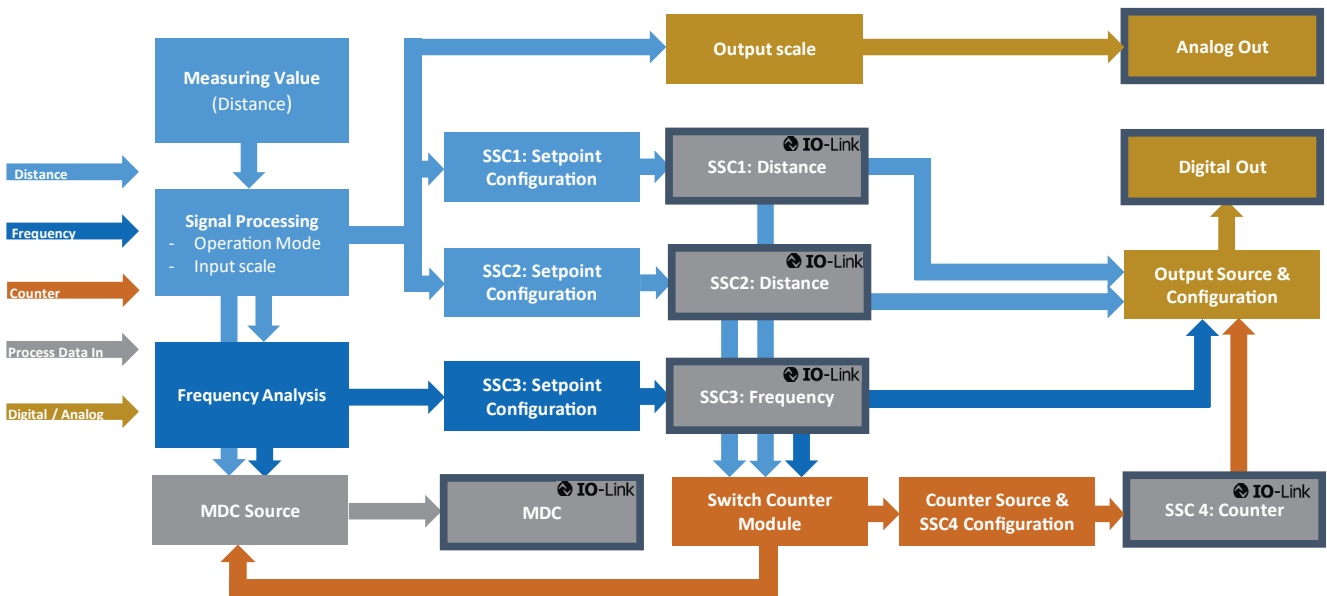 Measuring Value
(Distance)
Output scale
Analog Out
Distance
Frequency
Counter
Process Data In
Digital / Analog
Signal Processing
- Operation Mode
- Input scale
SSC1: Setpoint
Configuration
IO-Link
SSC1: Distance
Digital Out
SSC2: Setpoint
Configuration
IO-Link
SSC2: Distance
Output Source &
Configuration
Frequency Analysis
SSC3: Setpoint
Configuration
IO-Link
SSC3: Frequency
MDC Source
IO-Link
MDC
Switch Counter
Module
Counter Source &
SSC4 Configuration
IO-Link
SSC 4: Counter